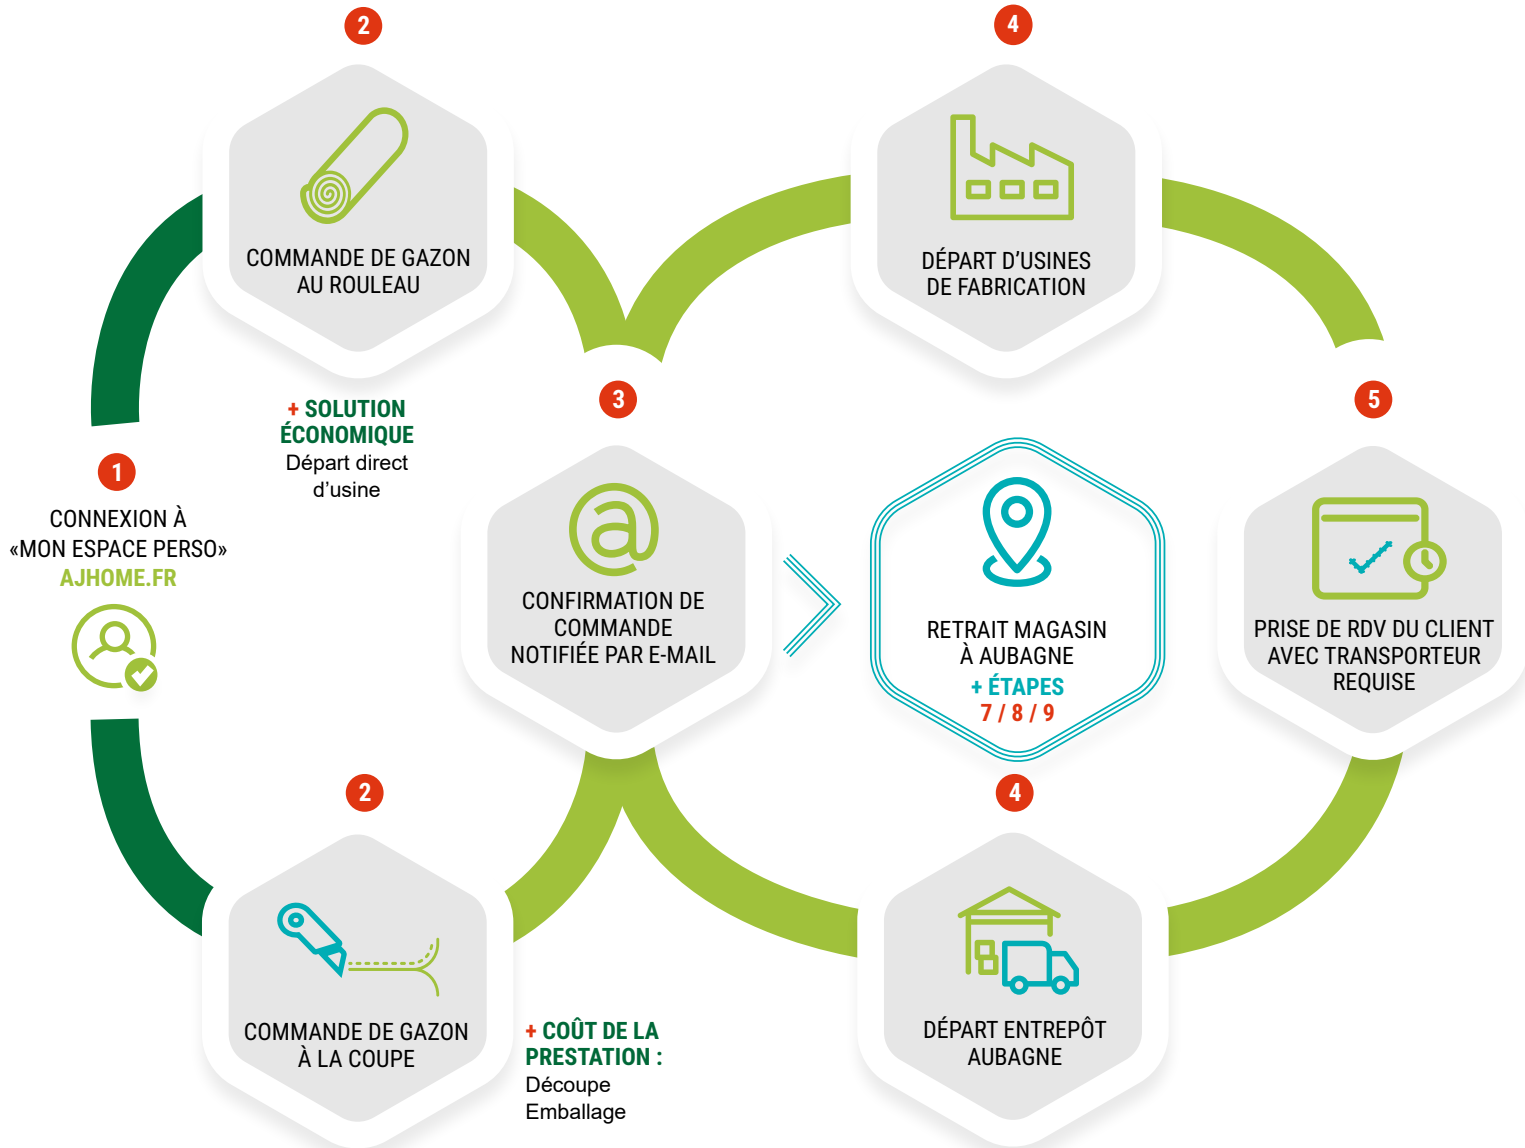 1
CONNEXION À
«MON ESPACE PERSO»
AJHOME.FR
2
COMMANDE DE GAZON
AU ROULEAU
+ SOLUTION
ÉCONOMIQUE
Départ direct
d’usine
2
COMMANDE DE GAZON
À LA COUPE
+ COÛT DE LA
PRESTATION :
Découpe
Emballage
3
@
CONFIRMATION DE
COMMANDE
NOTIFIÉE PAR E-MAIL
RETRAIT MAGASIN
À AUBAGNE
+ ÉTAPES
7 / 8 / 9
4
DÉPART D’USINES
DE FABRICATION
4
DÉPART ENTREPÔT
AUBAGNE
5
PRISE DE RDV DU CLIENT
AVEC TRANSPORTEUR
REQUISE